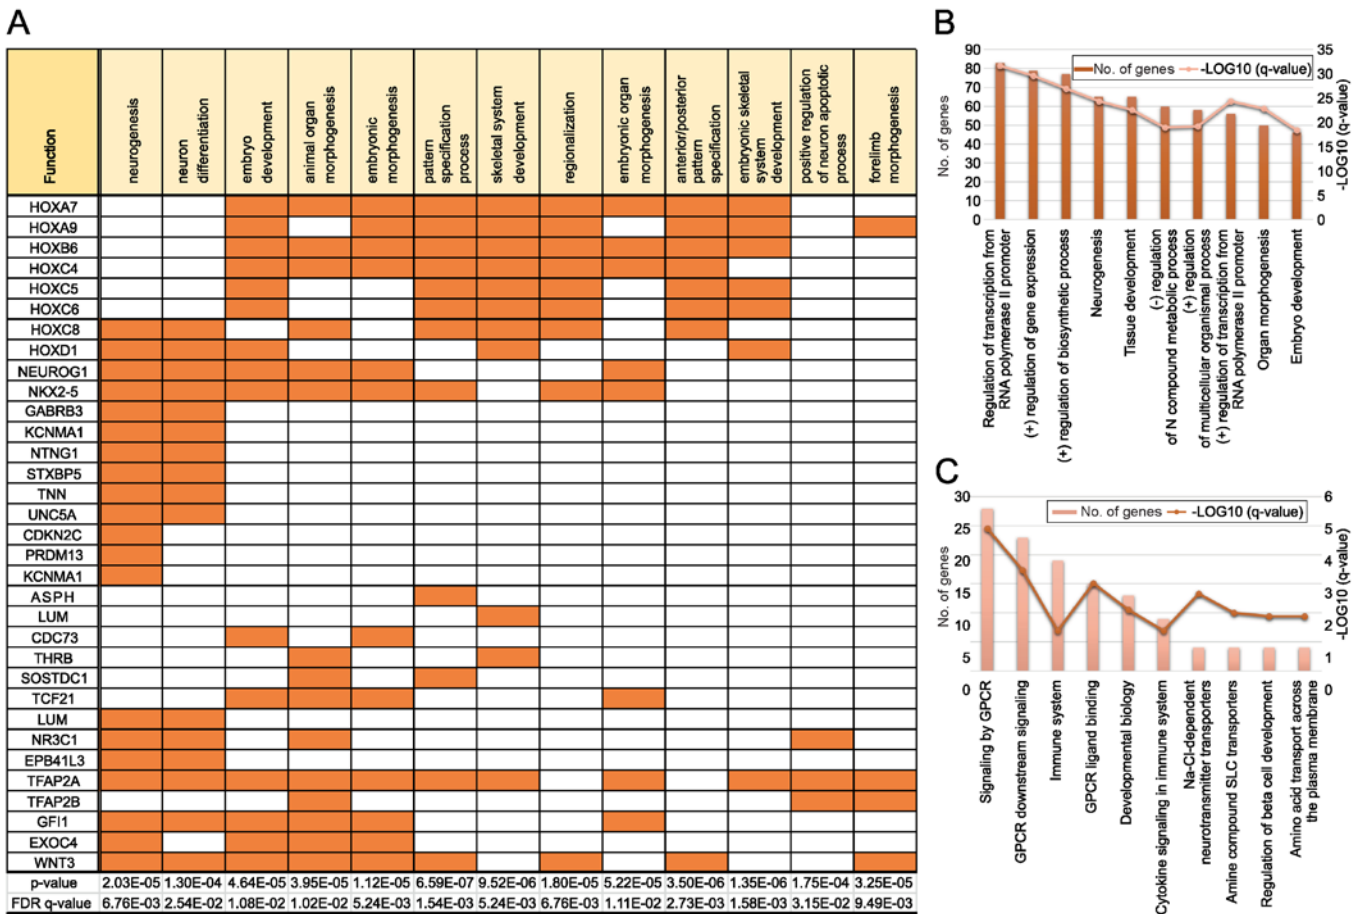 A
Function
neurogenesis
neuron
differentiation
embryo
development
animal organ
morphogenesis
embryonic
morphogenesis
pattern
specification
process
skeletal system
development
regionalization
embryonic organ
morphogenesis
anterior/posterior
pattern
specification
embryonic skeletal
system
development
positive regulation
of neuron apoptotic
process
forelimb
morphogenesis
HOXA7
HOXA9
HOXB6
HOXC4
HOXC5
HOXC6
HOXC8
HOXD1
NEUROG1
NKX2-5
GABRB3
KCNMA1
NTNG1
STXBP5
TNN
UNC5A
CDKN2C
PRDM13
KCNMA1
ASPH
LUM
CDC73
THRB
SOSTDC1
TCF21
LUM
NR3C1
EPB41L3
TFAP2A
TFAP2B
GFI1
EXOC4
WNT3
p-value 2.03E-05 1.30E-04 4.64E-05 3.95E-05 1.12E-05 6.59E-07 9.52E-06 1.80E-05 5.22E-05 3.50E-06 1.35E-06 1.75E-04 3.25E-05
FDR q-value 6.76E-03 2.54E-02 1.08E-02 1.02E-02 5.24E-03 1.54E-03 5.24E-03 6.76E-03 1.11E-02 2.73E-03 1.58E-03 3.15E-02 9.49E-03
B
No. of genes
90
80
70
60
50
40
30
20
10
0
No. of genes -LOG10 (q-value)
35
30
25
20
15
10
5
0
-LOG10 (q-value)
Regulation of transcription from
RNA polymerase II promoter
(+) regulation of gene expression
(+) regulation of biosynthetic process
Neurogenesis
Tissue development
(-) regulation
of N compound metabolic process
(+) regulation
of multicellular organismal process
(+) regulation of transcription from
RNA polymerase II promoter
Organ morphogenesis
Embryo development
C
No. of genes
30
25
20
15
10
5
0
No. of genes -LOG10 (q-value)
6
5
4
3
2
1
0
-LOG10 (q-value)
Signaling by GPCR
GPCR downstream signaling
Immune system
GPCR ligand binding
Developmental biology
Cytokine signaling in immune system
Na-Cl-dependent
neurotransmitter transporters
Amine compound SLC transporters
Regulation of beta cell development
Amino acid transport across
the plasma membrane